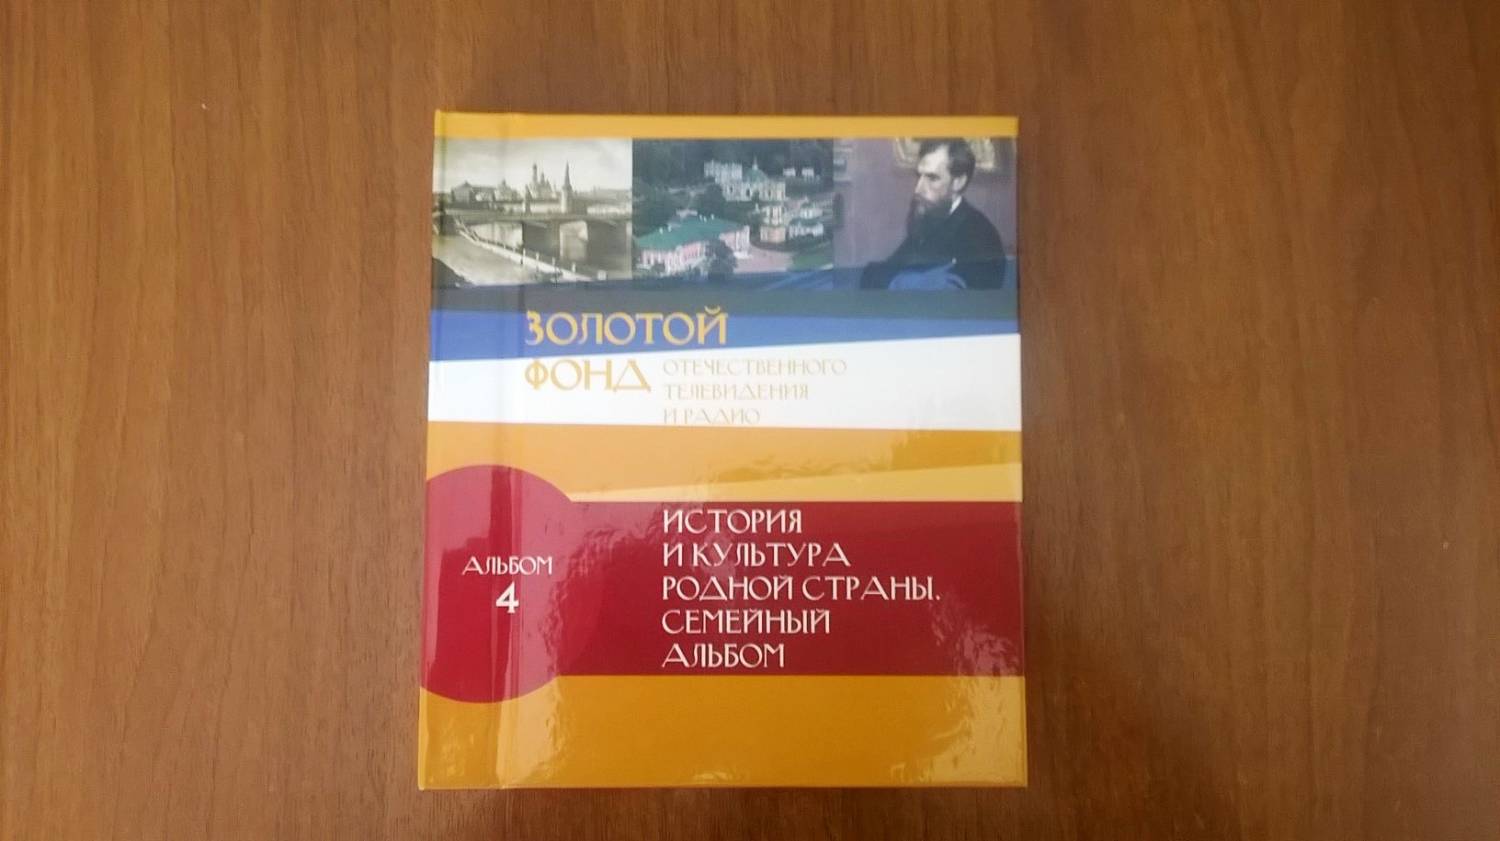 ЗОЛОТОЙ
ФОНД
ОТЕЧЕСТВЕННОГО
ТЕЛЕВИДЕНИЯ
И РАДИО
АЛЬБОМ
4
ИСТОРИЯ
И КУЛЬТУРА
РОДНОЙ СТРАНЫ.
СЕМЕЙНЫЙ
АЛЬБОМ